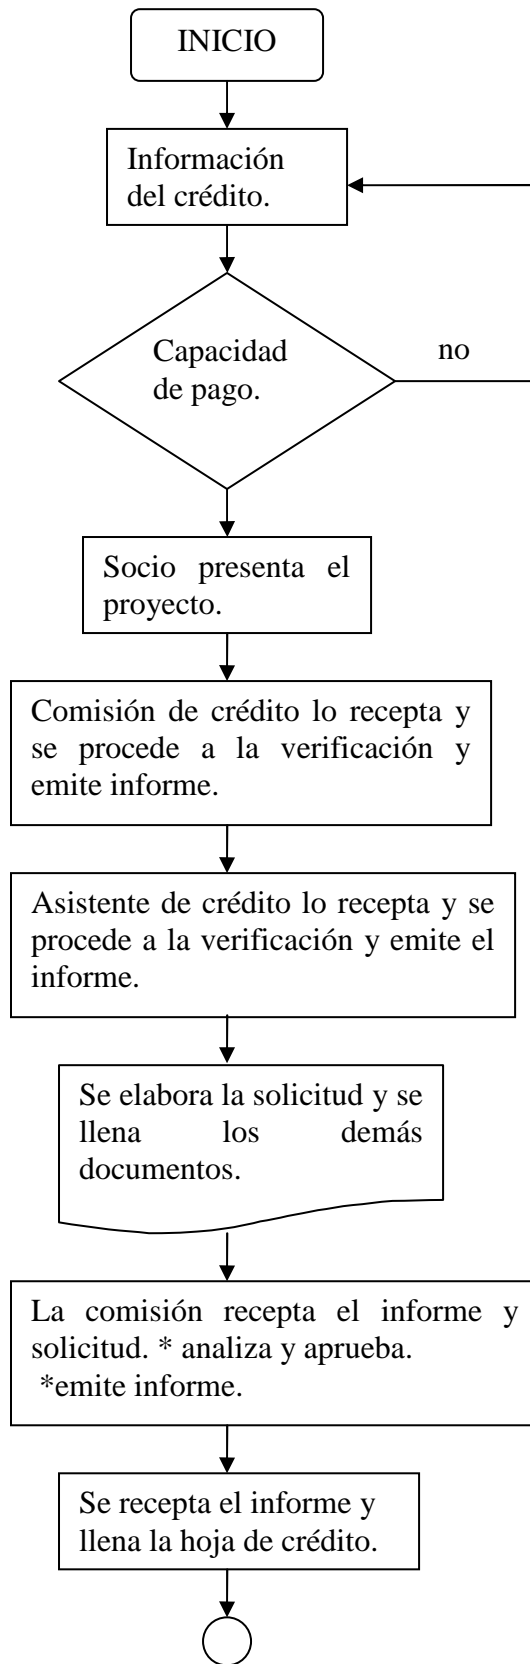 INICIO
Información
del crédito.
Capacidad
de pago.
no
Socio presenta el
proyecto.
Comisión de crédito lo recepta y
se procede a la verificación y
emite informe.
Asistente de crédito lo recepta y se
procede a la verificación y emite el
informe.
Se elabora la solicitud y se
llena los demás
documentos.
La comisión recepta el informe y
solicitud. * analiza y aprueba.
*emite informe.
Se recepta el informe y
llena la hoja de crédito.